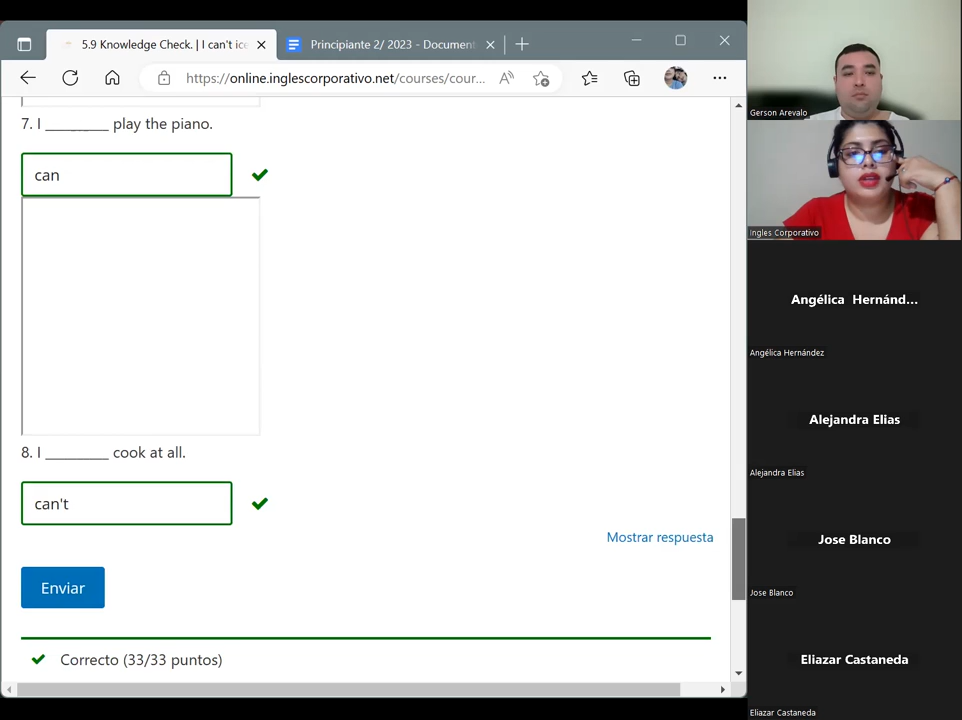 5.9 Knowledge Check. | I can't ice
Principiante 2/ 2023 - Document
https://online.inglescorporativo.net/courses/cour...
7. I ________ play the piano.
can
8. I ________ cook at all.
can't
Mostrar respuesta
Enviar
Correcto (33/33 puntos)
Gerson Arevalo
Ingles Corporativo
Angélica Hernánd...
Angélica Hernández
Alejandra Elias
Alejandra Elias
Jose Blanco
Jose Blanco
Eliazar Castaneda
Eliazar Castaneda